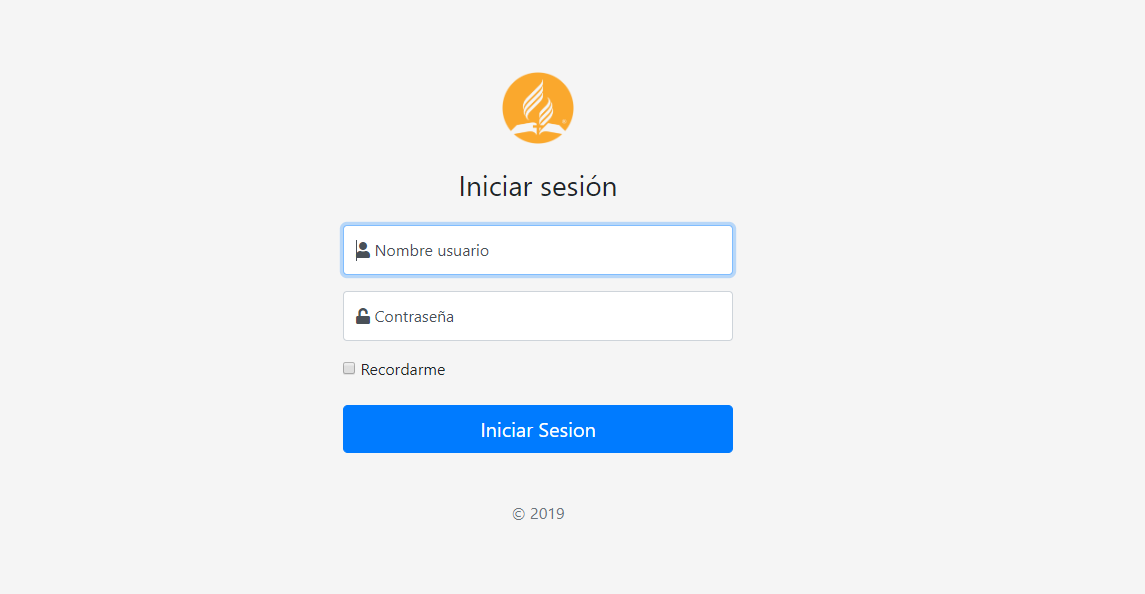 Iniciar sesión
Nombre usuario
Contraseña
Recordarme
Iniciar Sesion
© 2019